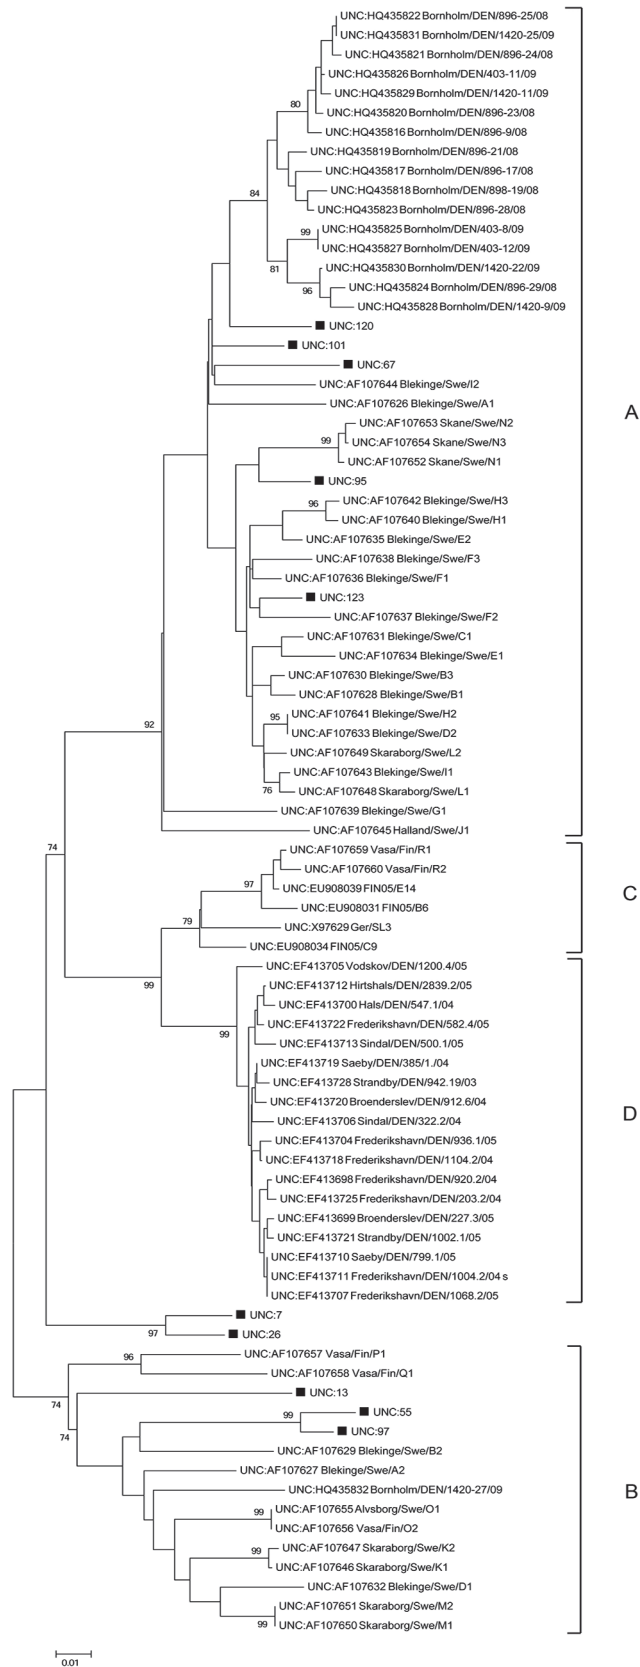 UNC:HQ435822 Bornholm/DEN/896-25/08
UNC:HQ435831 Bornholm/DEN/1420-25/09
UNC:HQ435821 Bornholm/DEN/896-24/08
UNC:HQ435826 Bornholm/DEN/403-11/09
UNC:HQ435829 Bornholm/DEN/1420-11/09
80
UNC:HQ435820 Bornholm/DEN/896-23/08
UNC:HQ435816 Bornholm/DEN/896-9/08
UNC:HQ435819 Bornholm/DEN/896-21/08
UNC:HQ435817 Bornholm/DEN/896-17/08
84
UNC:HQ435818 Bornholm/DEN/898-19/08
UNC:HQ435823 Bornholm/DEN/896-28/08
99
UNC:HQ435825 Bornholm/DEN/403-8/09
UNC:HQ435827 Bornholm/DEN/403-12/09
81
UNC:HQ435830 Bornholm/DEN/1420-22/09
96
UNC:HQ435824 Bornholm/DEN/896-29/08
UNC:HQ435828 Bornholm/DEN/1420-9/09
UNC:120
UNC:101
UNC:67
UNC:AF107644 Blekinge/Swe/I2
UNC:AF107626 Blekinge/Swe/A1
A
UNC:AF107653 Skane/Swe/N2
99
UNC:AF107654 Skane/Swe/N3
UNC:AF107652 Skane/Swe/N1
UNC:95
96
UNC:AF107642 Blekinge/Swe/H3
UNC:AF107640 Blekinge/Swe/H1
UNC:AF107635 Blekinge/Swe/E2
UNC:AF107638 Blekinge/Swe/F3
UNC:AF107636 Blekinge/Swe/F1
UNC:123
UNC:AF107637 Blekinge/Swe/F2
UNC:AF107631 Blekinge/Swe/C1
UNC:AF107634 Blekinge/Swe/E1
UNC:AF107630 Blekinge/Swe/B3
UNC:AF107628 Blekinge/Swe/B1
95
UNC:AF107641 Blekinge/Swe/H2
92
UNC:AF107633 Blekinge/Swe/D2
UNC:AF107649 Skaraborg/Swe/L2
UNC:AF107643 Blekinge/Swe/I1
76
UNC:AF107648 Skaraborg/Swe/L1
UNC:AF107639 Blekinge/Swe/G1
UNC:AF107645 Halland/Swe/J1
74
UNC:AF107659 Vasa/Fin/R1
UNC:AF107660 Vasa/Fin/R2
97
UNC:EU908039 FIN05/E14
C
UNC:EU908031 FIN05/B6
79
UNC:X97629 Ger/SL3
UNC:EU908034 FIN05/C9
99
UNC:EF413705 Vodskov/DEN/1200.4/05
UNC:EF413712 Hirtshals/DEN/2839.2/05
UNC:EF413700 Hals/DEN/547.1/04
99
UNC:EF413722 Frederikshavn/DEN/582.4/05
UNC:EF413713 Sindal/DEN/500.1/05
UNC:EF413719 Saeby/DEN/385/1./04
UNC:EF413728 Strandby/DEN/942.19/03
UNC:EF413720 Broenderslev/DEN/912.6/04
D
UNC:EF413706 Sindal/DEN/322.2/04
UNC:EF413704 Frederikshavn/DEN/936.1/05
UNC:EF413718 Frederikshavn/DEN/1104.2/04
UNC:EF413698 Frederikshavn/DEN/920.2/04
UNC:EF413725 Frederikshavn/DEN/203.2/04
UNC:EF413699 Broenderslev/DEN/227.3/05
UNC:EF413721 Strandby/DEN/1002.1/05
UNC:EF413710 Saeby/DEN/799.1/05
UNC:EF413711 Frederikshavn/DEN/1004.2/04 s
UNC:EF413707 Frederikshavn/DEN/1068.2/05
UNC:7
97
UNC:26
96
UNC:AF107657 Vasa/Fin/P1
UNC:AF107658 Vasa/Fin/Q1
UNC:13
74
UNC:55
99
UNC:97
74
UNC:AF107629 Blekinge/Swe/B2
UNC:AF107627 Blekinge/Swe/A2
UNC:HQ435832 Bornholm/DEN/1420-27/09
B
99
UNC:AF107655 Alvsborg/Swe/O1
UNC:AF107656 Vasa/Fin/O2
99
UNC:AF107647 Skaraborg/Swe/K2
UNC:AF107646 Skaraborg/Swe/K1
UNC:AF107632 Blekinge/Swe/D1
UNC:AF107651 Skaraborg/Swe/M2
99
UNC:AF107650 Skaraborg/Swe/M1
0.01